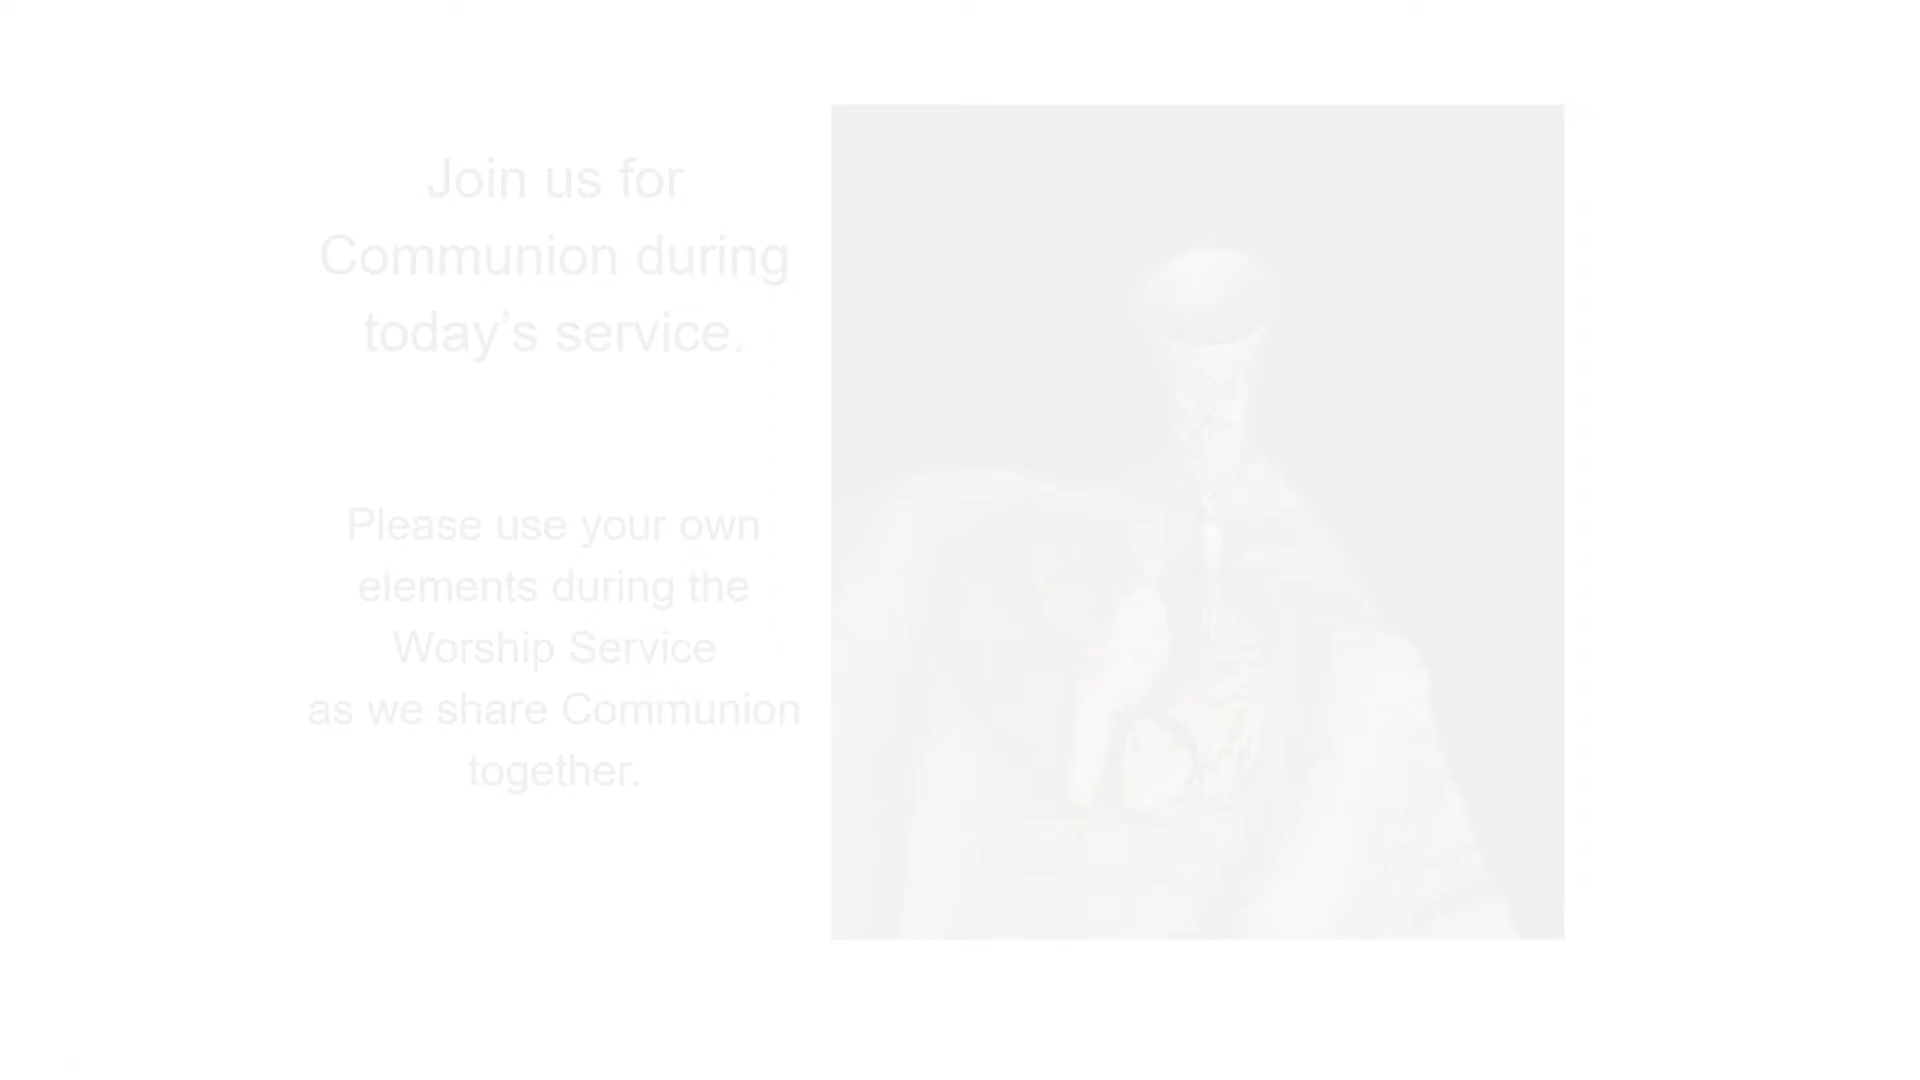 Join us for
Communion during
today’s service.
Please use your own
elements during the
Worship Service
as we share Communion
together.